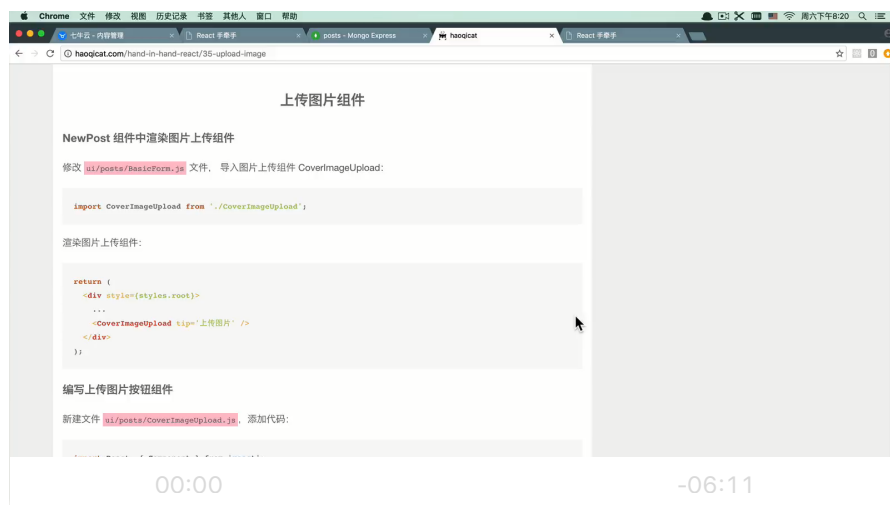 Chrome 文件 修改 视图 历史记录 书签 其他人 窗口 帮助 周六下午8:20
七牛云 - 内容管理 React 手牵手 posts - Mongo Express haoqicat React 手牵手
haoqicat.com/hand-in-hand-react/35-upload-image
上传图片组件
NewPost 组件中渲染图片上传组件
修改 ui/posts/BasicForm.js 文件, 导入图片上传组件 CoverImageUpload:
import CoverImageUpload from './CoverImageUpload';
渲染图片上传组件:
return (
<div style={styles.root}>
...
<CoverImageUpload tip='上传图片' />
</div>
);
编写上传图片按钮组件
新建文件 ui/posts/CoverImageUpload.js, 添加代码:
00:00 -06:11